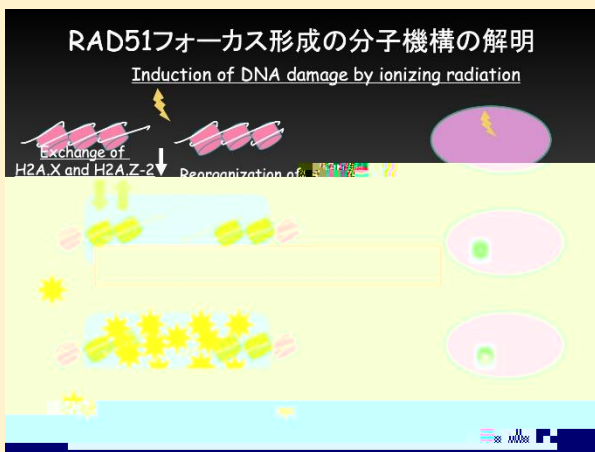 RAD51フォーカス形成の分子機構の解明
Induction of DNA damage by ionizing radiation
Exchange of
H2A.X and H2A.Z-2
Reorganization of